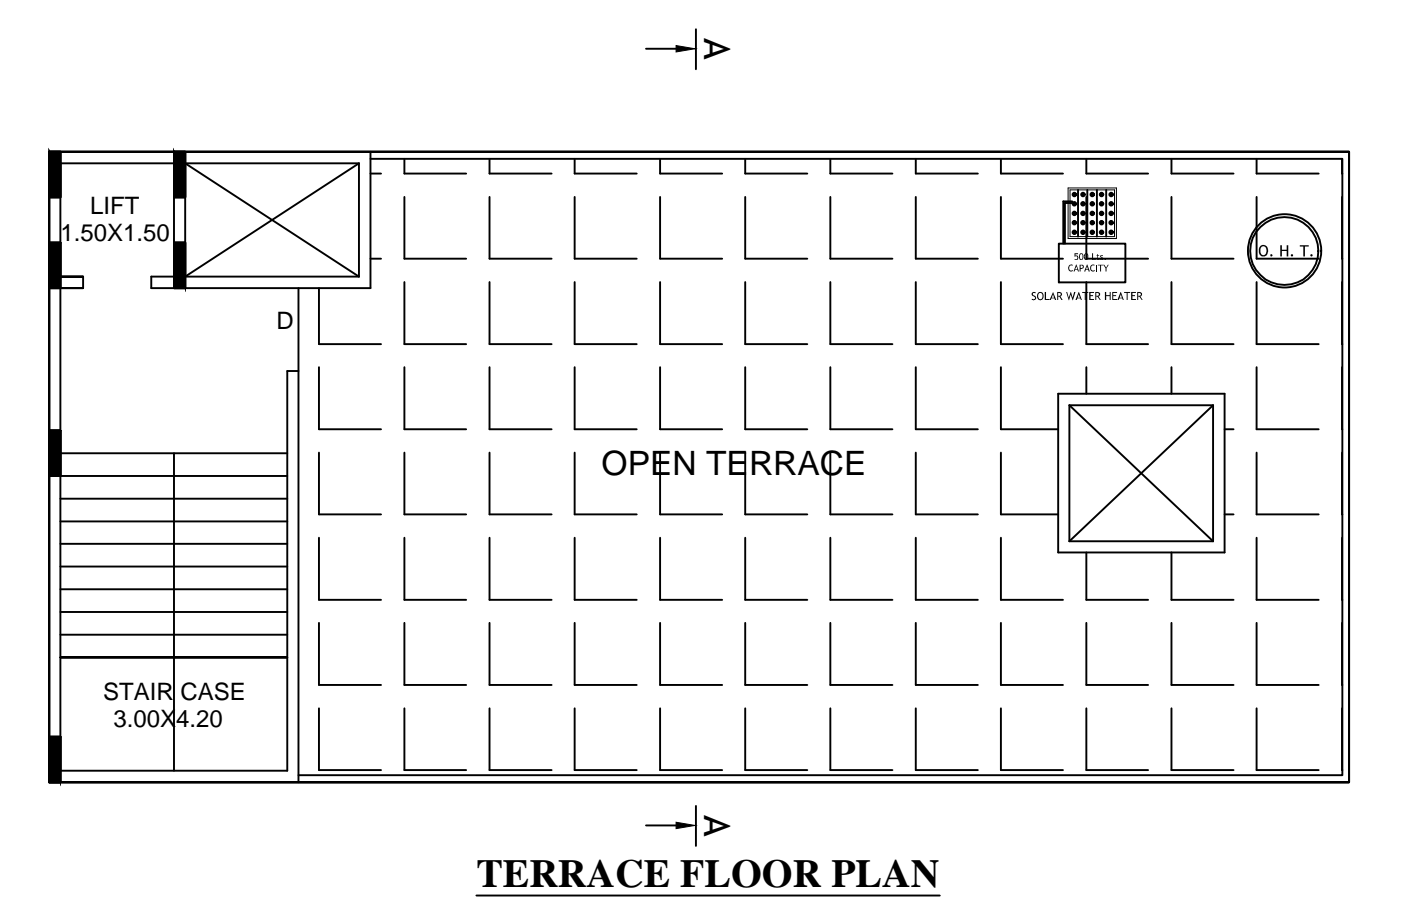 A
LIFT
1.50X1.50
500 Lts.
CAPACITY
SOLAR WATER HEATER
O. H. T.
D
OPEN TERRACE
STAIR CASE
3.00X4.20
A
TERRACE FLOOR PLAN